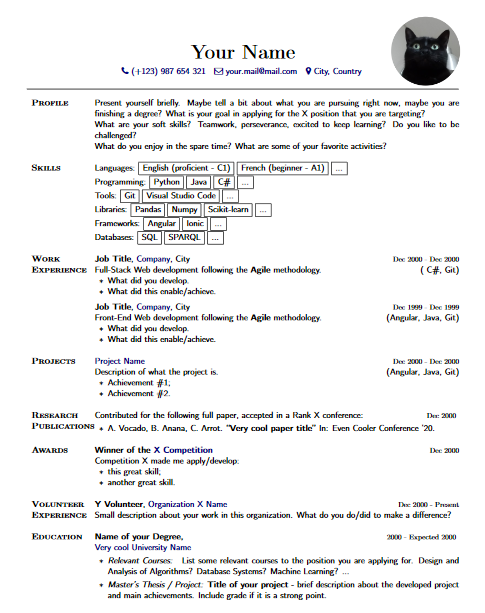 Your Name
(+123) 987 654 321 your.mail@mail.com City, Country
Profile Present yourself briefly. Maybe tell a bit about what you are pursuing right now, maybe you are
finishing a degree? What is your goal in applying for the X position that you are targeting?
What are your soft skills? Teamwork, perseverance, excited to keep learning? Do you like to be
challenged?
What do you enjoy in the spare time? What are some of your favorite activities?
Skills Languages: English (proficient - C1) French (beginner - A1) ...
Programming: Python Java C# ...
Tools: Git Visual Studio Code ...
Libraries: Pandas Numpy Scikit-learn ...
Frameworks: Angular Ionic ...
Databases: SQL SPARQL ...
Work Job Title, Company, City Dec 2000 - Dec 2000
Experience Full-Stack Web development following the Agile methodology. ( C#, Git)
+ What did you develop.
+ What did this enable/achieve.
Job Title, Company, City Dec 1999 - Dec 1999
Front-End Web development following the Agile methodology. (Angular, Java, Git)
+ What did you develop.
+ What did this enable/achieve.
Projects Project Name Dec 2000 - Dec 2000
Description of what the project is. (Angular, Java, Git)
+ Achievement #1;
+ Achievement #2.
Research Contributed for the following full paper, accepted in a Rank X conference: Dec 2000
Publications + A. Vocado, B. Anana, C. Arrot. "Very cool paper title" In: Even Cooler Conference '20.
Awards Winner of the X Competition Dec 2000
Competition X made me apply/develop:
+ this great skill;
+ another great skill.
Volunteer Y Volunteer, Organization X Name Dec 2000 - Present
Experience Small description about your work in this organization. What do you do/did to make a difference?
Education Name of your Degree, 2000 - Expected 2000
Very cool University Name
+ Relevant Courses: List some relevant courses to the position you are applying for. Design and
Analysis of Algorithms? Database Systems? Machine Learning? ...
+ Master's Thesis / Project: Title of your project - brief description about the developed project
and main achievements. Include grade if it is a strong point.